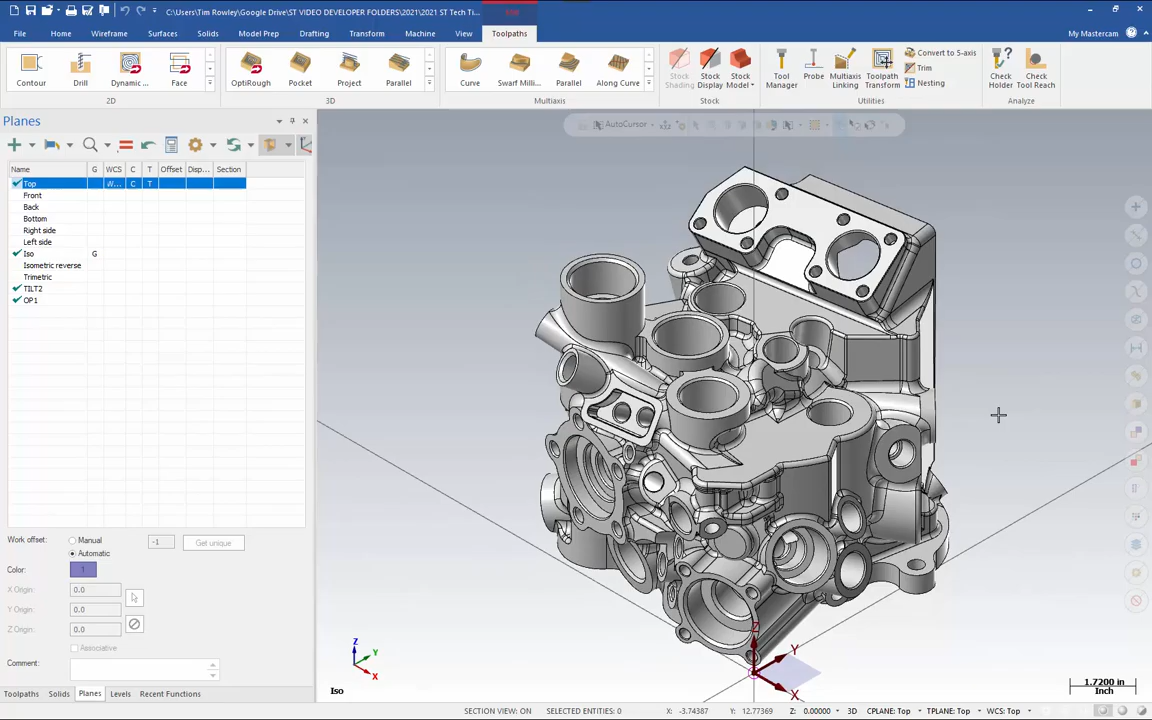 C:\Users\Tim Rowley\Google Drive\ST VIDEO DEVELOPER FOLDERS\2021\2021 ST Tech Ti...
File Home Wireframe Surfaces Solids Model Prep Drafting Transform Machine View Toolpaths My Mastercam
Contour Drill Dynamic ... Face OptiRough Pocket Project Parallel Curve Swarf Milli... Parallel Along Curve Stock Shading Stock Display Stock Model Tool Manager Probe Multiaxis Linking Toolpath Transform Convert to 5-axis Trim Nesting Check Holder Check Tool Reach
2D 3D Multiaxis Stock Utilities Analyze
Planes
AutoCursor
Name G WCS C T Offset Disp... Section
Top W... C T
Front
Back
Bottom
Right side
Left side
Iso G
Isometric reverse
Trimetric
TILT2
OP1
Work offset: Manual -1 Get unique
Automatic
Color: 1
X Origin: 0.0
Y Origin: 0.0
Z Origin: 0.0
Associative
Comment:
Z Y X
Z Y X
Iso
1.7200 in
Inch
Toolpaths Solids Planes Levels Recent Functions
SECTION VIEW: ON SELECTED ENTITIES: 0 X: -3.74387 Y: 12.77369 Z: 0.00000 3D CPLANE: Top TPLANE: Top WCS: Top